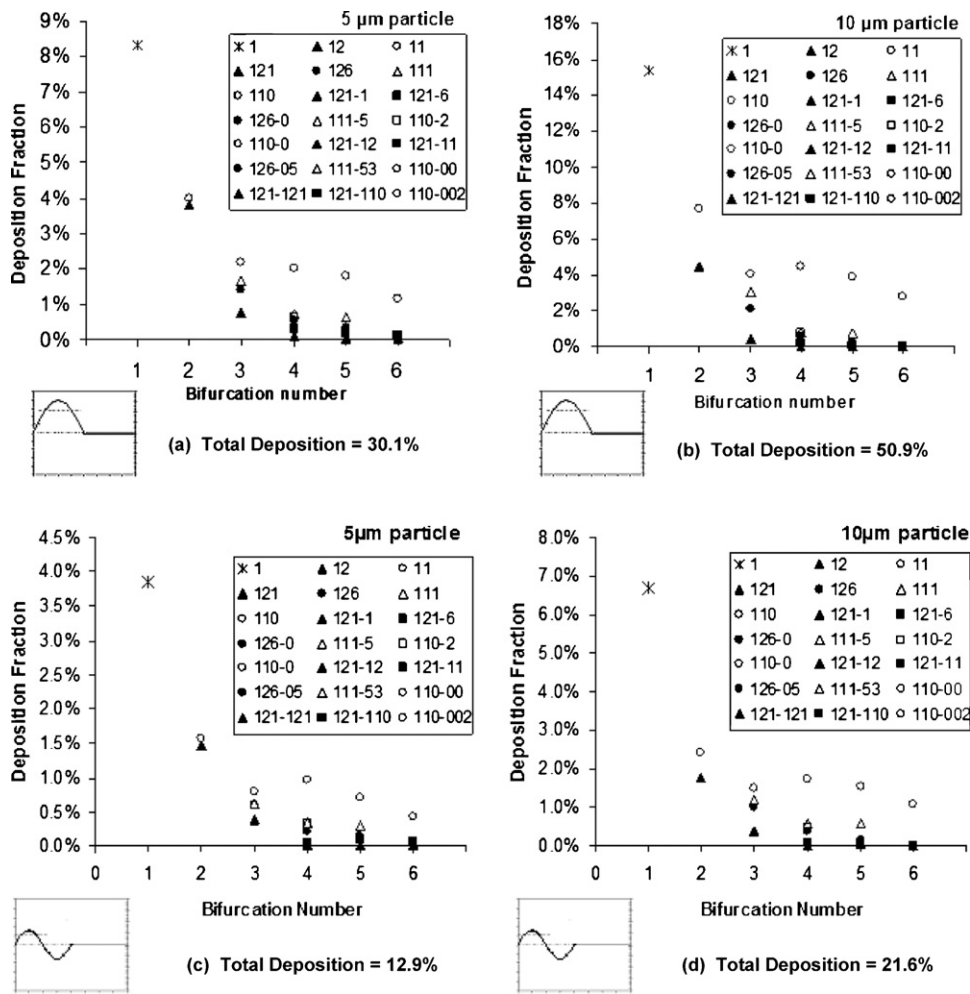 5 µm particle
9%
8%
7%
6%
5%
4%
3%
2%
1%
0%
Deposition Fraction
1 12 11
121 126 111
110 121-1 121-6
126-0 111-5 110-2
110-0 121-12 121-11
126-05 111-53 110-00
121-121 121-110 110-002
1 2 3 4 5 6
Bifurcation number
(a) Total Deposition = 30.1%
10 µm particle
18%
16%
14%
12%
10%
8%
6%
4%
2%
0%
Deposition Fraction
1 12 11
121 126 111
110 121-1 121-6
126-0 111-5 110-2
110-0 121-12 121-11
126-05 111-53 110-00
121-121 121-110 110-002
1 2 3 4 5 6
Bifurcation number
(b) Total Deposition = 50.9%
5µm particle
4.5%
4.0%
3.5%
3.0%
2.5%
2.0%
1.5%
1.0%
0.5%
0.0%
Deposition Fraction
1 12 11
121 126 111
110 121-1 121-6
126-0 111-5 110-2
110-0 121-12 121-11
126-05 111-53 110-00
121-121 121-110 110-002
0 1 2 3 4 5 6
Bifurcation Number
(c) Total Deposition = 12.9%
10µm particle
8.0%
7.0%
6.0%
5.0%
4.0%
3.0%
2.0%
1.0%
0.0%
Deposition Fraction
1 12 11
121 126 111
110 121-1 121-6
126-0 111-5 110-2
110-0 121-12 121-11
126-05 111-53 110-00
121-121 121-110 110-002
0 1 2 3 4 5 6
Bifurcation Number
(d) Total Deposition = 21.6%